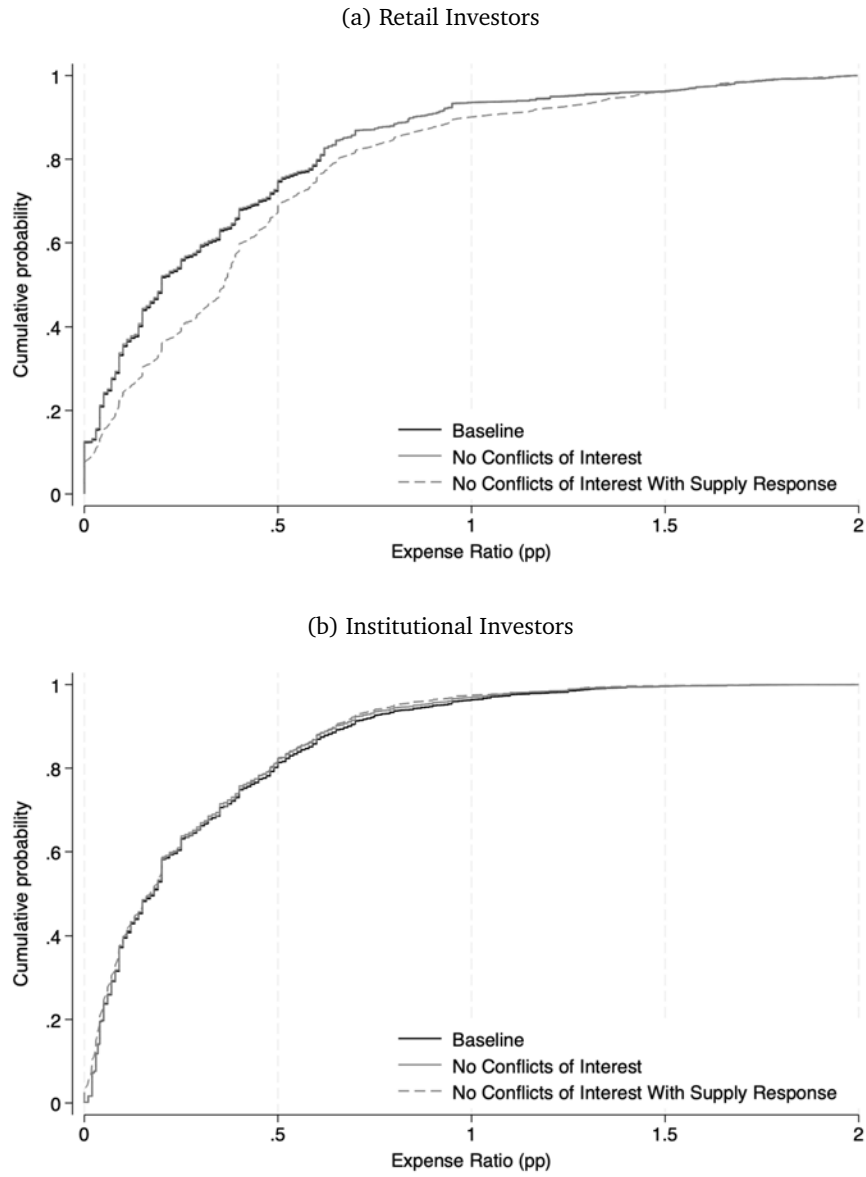 (a) Retail Investors
1
.8
.6
.4
.2
0
Cumulative probability
Baseline
No Conflicts of Interest
No Conflicts of Interest With Supply Response
0 .5 1 1.5 2
Expense Ratio (pp)
(b) Institutional Investors
1
.8
.6
.4
.2
0
Cumulative probability
Baseline
No Conflicts of Interest
No Conflicts of Interest With Supply Response
0 .5 1 1.5 2
Expense Ratio (pp)